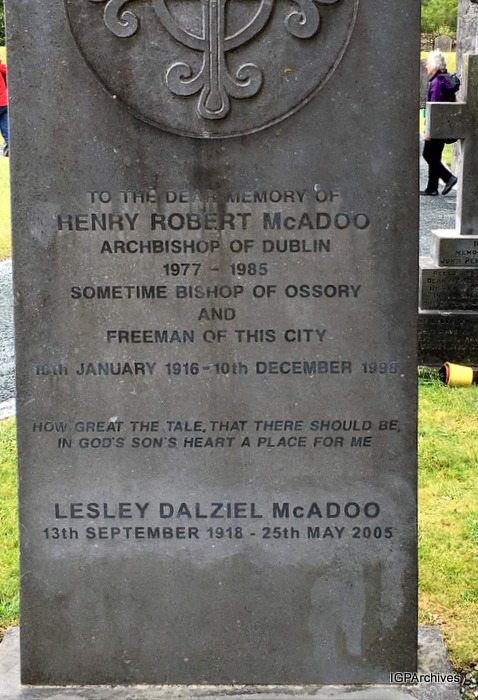 TO THE DEAR MEMORY OF
HENRY ROBERT McADOO
ARCHBISHOP OF DUBLIN
1977 - 1985
SOMETIME BISHOP OF OSSORY
AND
FREEMAN OF THIS CITY
JANUARY 1916 - 10th DECEMBER 1998
HOW GREAT THE TALE, THAT THERE SHOULD BE,
IN GOD'S SON'S HEART A PLACE FOR ME
LESLEY DALZIEL McADOO
13th SEPTEMBER 1918 - 25th MAY 2005
MEMO
JOHN
IGPArchives